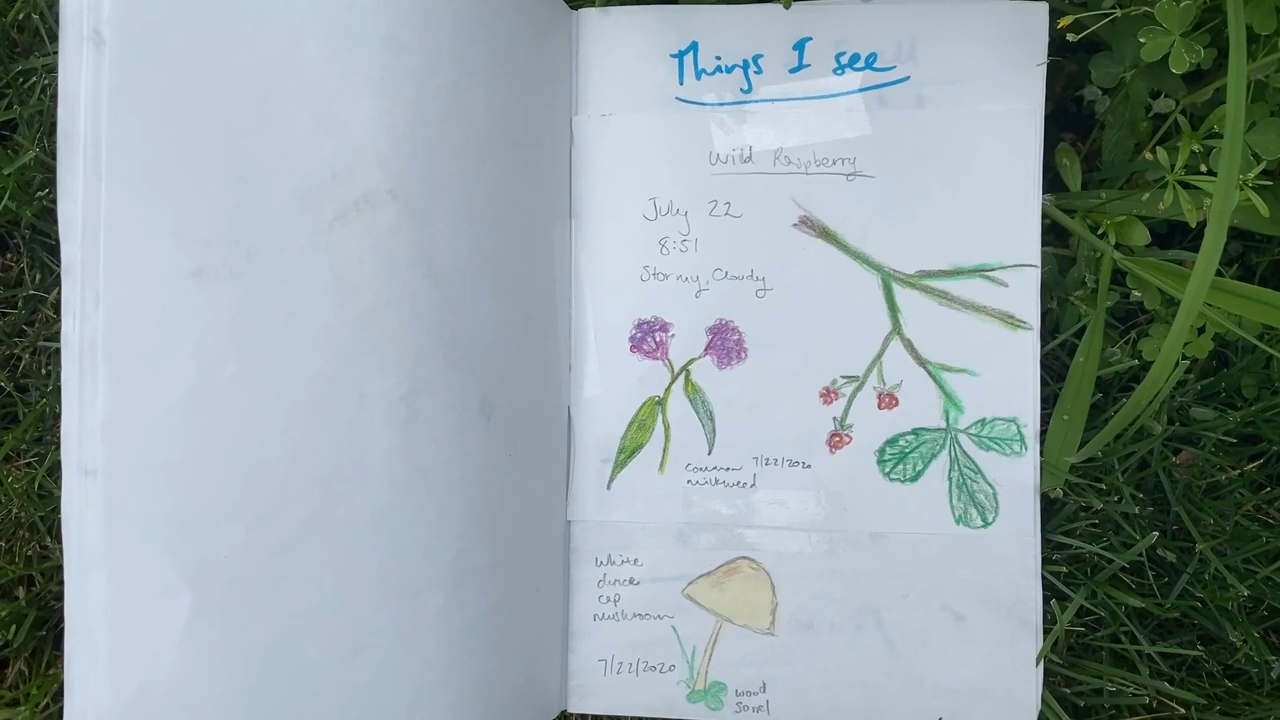 Things I see
Wild Raspberry
July 22
8:51
Stormy, Cloudy
Common 7/22/2020
milkweed
White
dunce
cap
mushroom
7/22/2020
wood
Sorrel